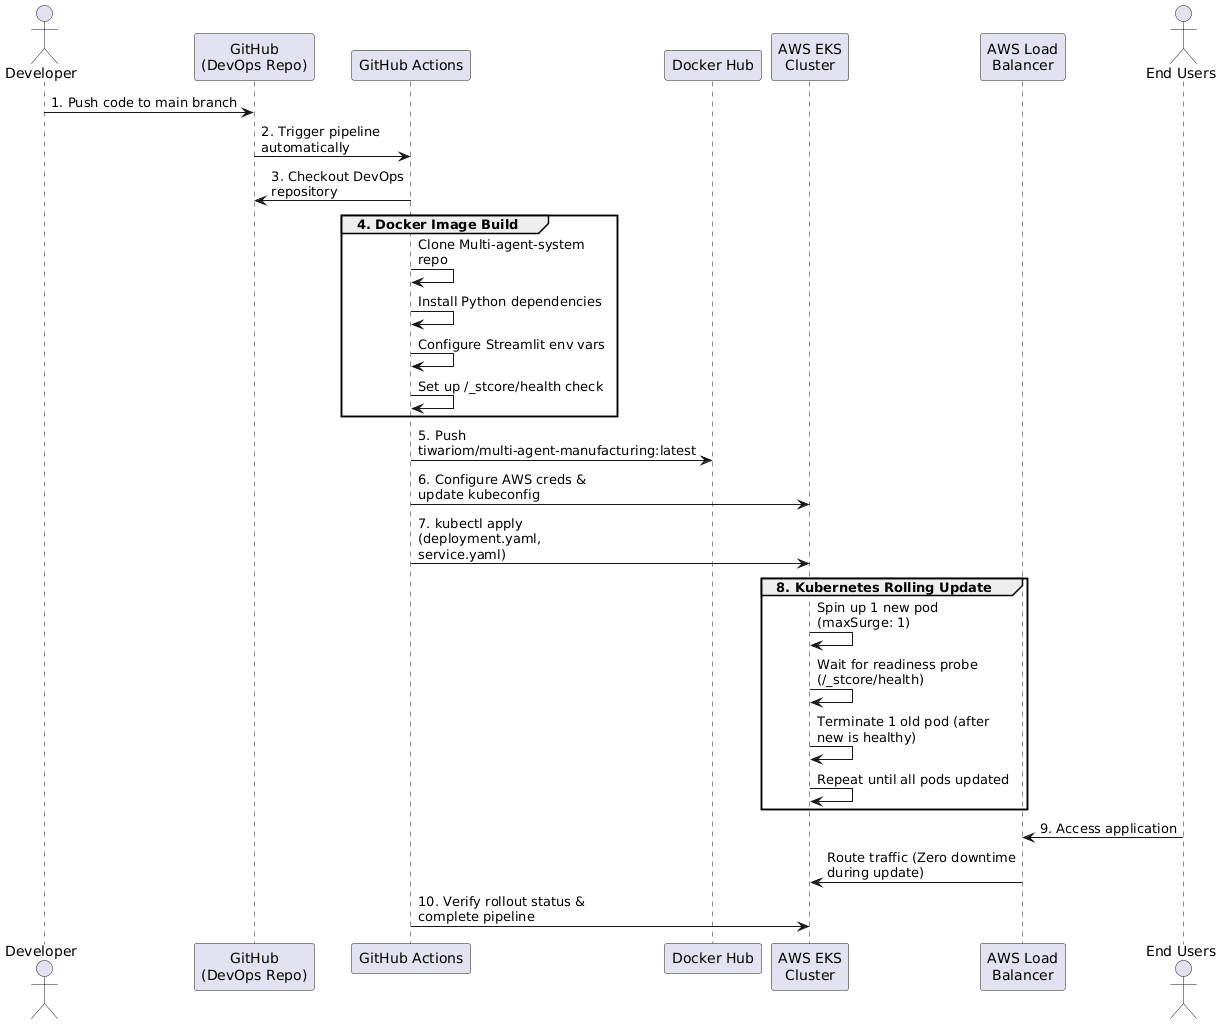 Developer
GitHub
(DevOps Repo)
GitHub Actions
Docker Hub
AWS EKS
Cluster
AWS Load
Balancer
End Users
1. Push code to main branch
2. Trigger pipeline
automatically
3. Checkout DevOps
repository
4. Docker Image Build
Clone Multi-agent-system
repo
Install Python dependencies
Configure Streamlit env vars
Set up /_stcore/health check
5. Push
tiwariom/multi-agent-manufacturing:latest
6. Configure AWS creds &
update kubeconfig
7. kubectl apply
(deployment.yaml,
service.yaml)
8. Kubernetes Rolling Update
Spin up 1 new pod
(maxSurge: 1)
Wait for readiness probe
(/_stcore/health)
Terminate 1 old pod (after
new is healthy)
Repeat until all pods updated
9. Access application
Route traffic (Zero downtime
during update)
10. Verify rollout status &
complete pipeline
Developer
GitHub
(DevOps Repo)
GitHub Actions
Docker Hub
AWS EKS
Cluster
AWS Load
Balancer
End Users